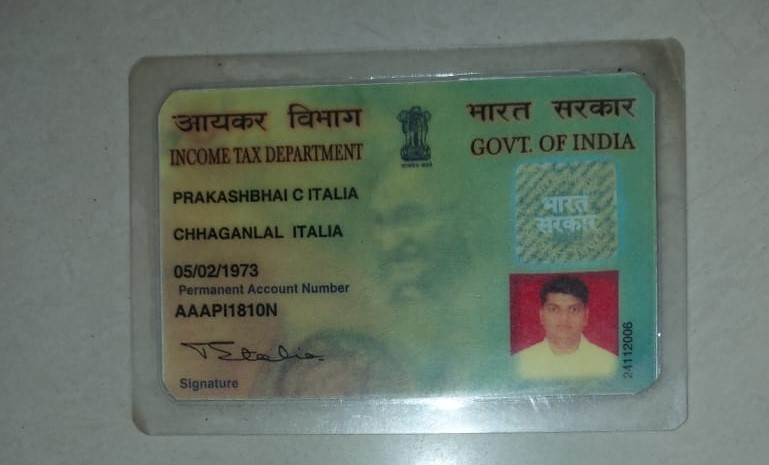 आयकर विभाग
INCOME TAX DEPARTMENT
भारत सरकार
GOVT. OF INDIA
PRAKASHBHAI C ITALIA
CHHAGANLAL ITALIA
05/02/1973
Permanent Account Number
AAAPI1810N
Signature
भारत
सरकार
24112006